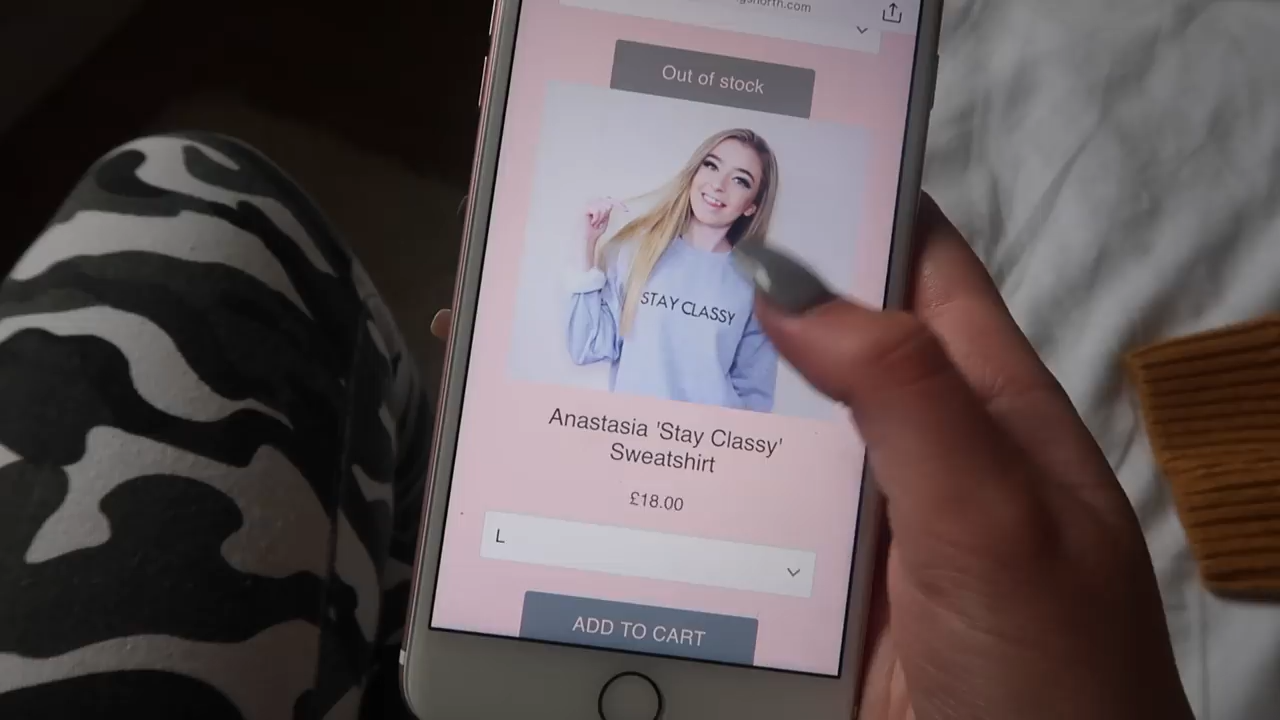 Out of stock
STAY CLASSY
Anastasia 'Stay Classy'
Sweatshirt
£18.00
L
ADD TO CART